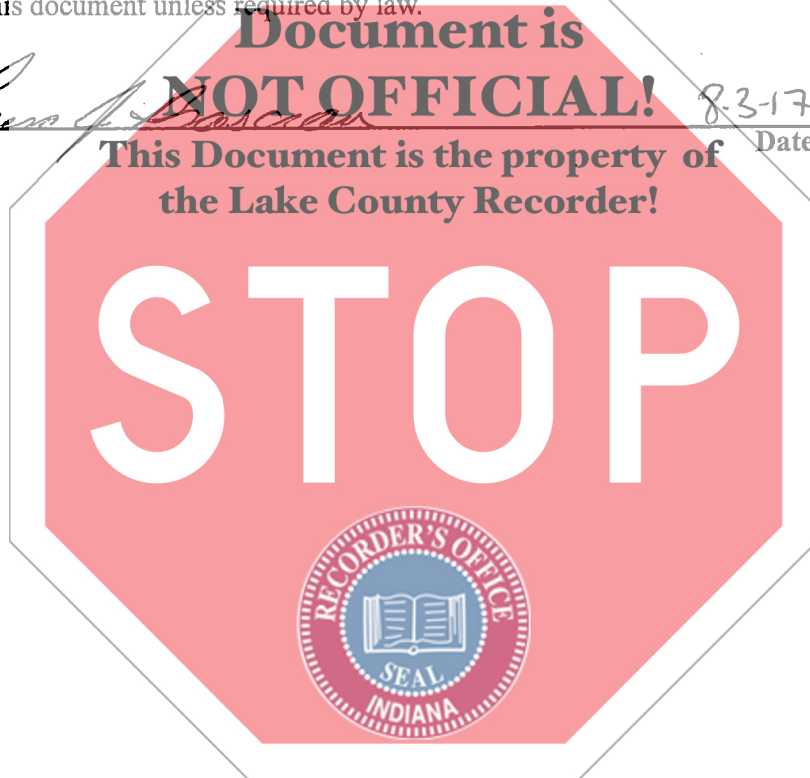 is document unless required by law.
Document is
NOT OFFICIAL!
8-3-17
Date
This Document is the property of
the Lake County Recorder!
STOP
RECORDER'S OFFICE
SEAL
INDIANA